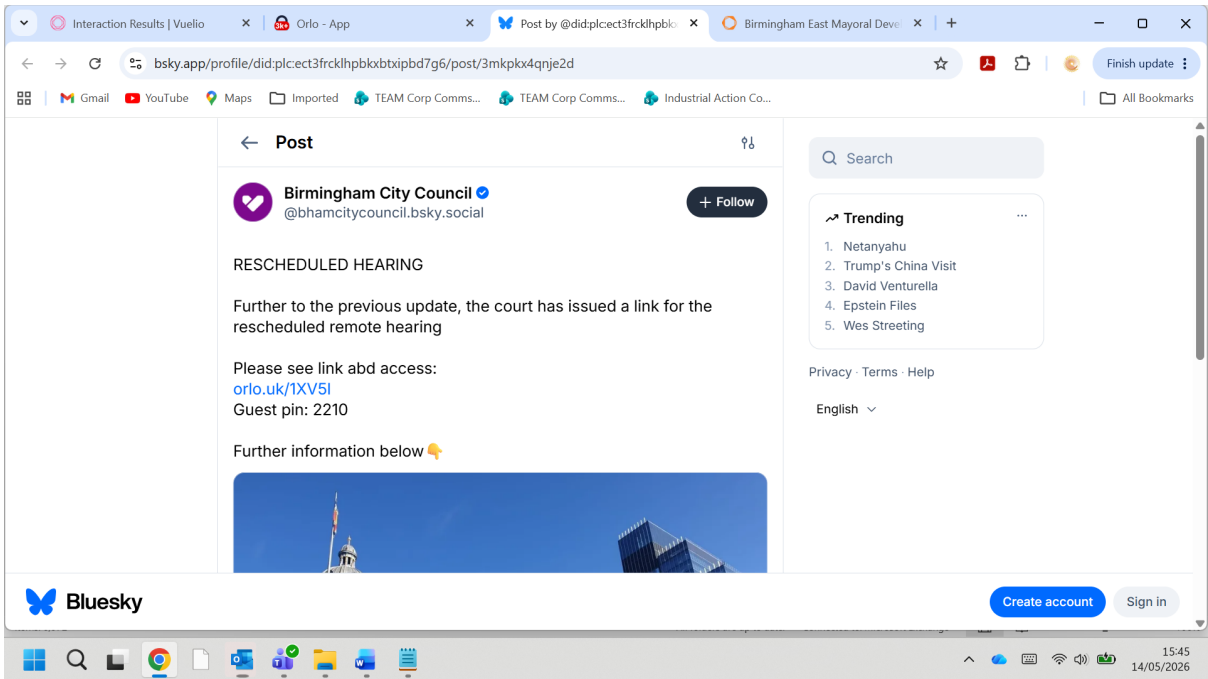 Interaction Results | Vuelio
3k+
Orlo - App
Post by @did:plc:ect3frcklhpbkx
Birmingham East Mayoral Deve
bsky.app/profile/did:plc:ect3frcklhpbkxbtxipbd7g6/post/3mkpkx4qnje2d
Finish update
Gmail
YouTube
Maps
Imported
TEAM Corp Comms...
TEAM Corp Comms...
Industrial Action Co...
All Bookmarks
Post
Birmingham City Council
@bhamcitycouncil.bsky.social
+ Follow
RESCHEDULED HEARING
Further to the previous update, the court has issued a link for the
rescheduled remote hearing
Please see link abd access:
orlo.uk/1XV5I
Guest pin: 2210
Further information below👇
Search
Trending
1. Netanyahu
2. Trump's China Visit
3. David Venturella
4. Epstein Files
5. Wes Streeting
Privacy · Terms · Help
English
Bluesky
Create account
Sign in
15:45
14/05/2026